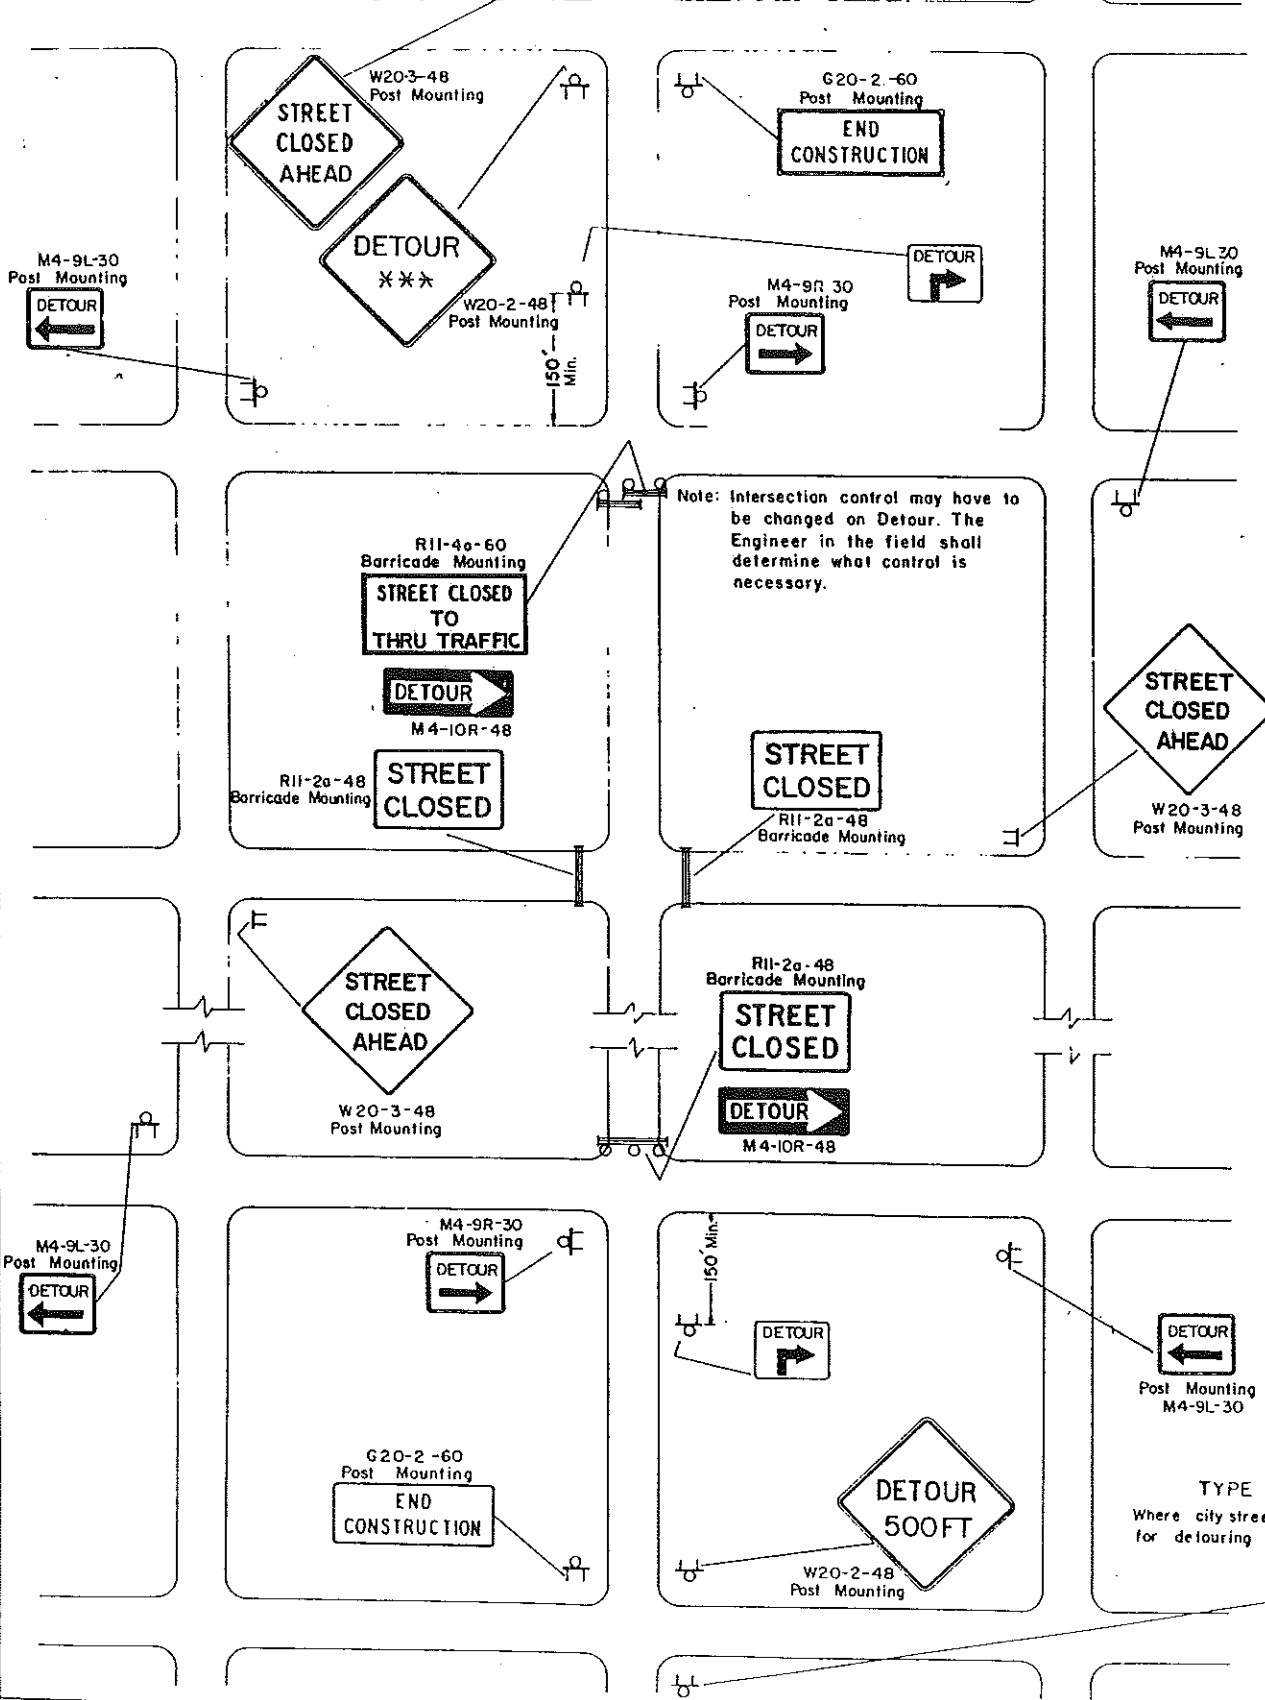 W20-3-48
Post Mounting
STREET
CLOSED
AHEAD
G20-2-60
Post Mounting
END
CONSTRUCTION
DETOUR
***
W20-2-48
Post Mounting
M4-9L-30
Post Mounting
DETOUR
DETOUR
M4-9R 30
Post Mounting
DETOUR
M4-9L30
Post Mounting
DETOUR
150'
Min.
Note: Intersection control may have to
be changed on Detour. The
Engineer in the field shall
determine what control is
necessary.
R11-4a-60
Barricade Mounting
STREET CLOSED
TO
THRU TRAFFIC
DETOUR
M4-10R-48
R11-2a-48
Barricade Mounting
STREET
CLOSED
STREET
CLOSED
R11-2a-48
Barricade Mounting
STREET
CLOSED
AHEAD
W20-3-48
Post Mounting
STREET
CLOSED
AHEAD
W20-3-48
Post Mounting
R11-2a-48
Barricade Mounting
STREET
CLOSED
DETOUR
M4-10R-48
M4-9L-30
Post Mounting
DETOUR
M4-9R-30
Post Mounting
DETOUR
150' Min.
DETOUR
DETOUR
Post Mounting
M4-9L-30
G20-2-60
Post Mounting
END
CONSTRUCTION
DETOUR
500FT
W20-2-48
Post Mounting
TYPE
Where city stree
for detouring